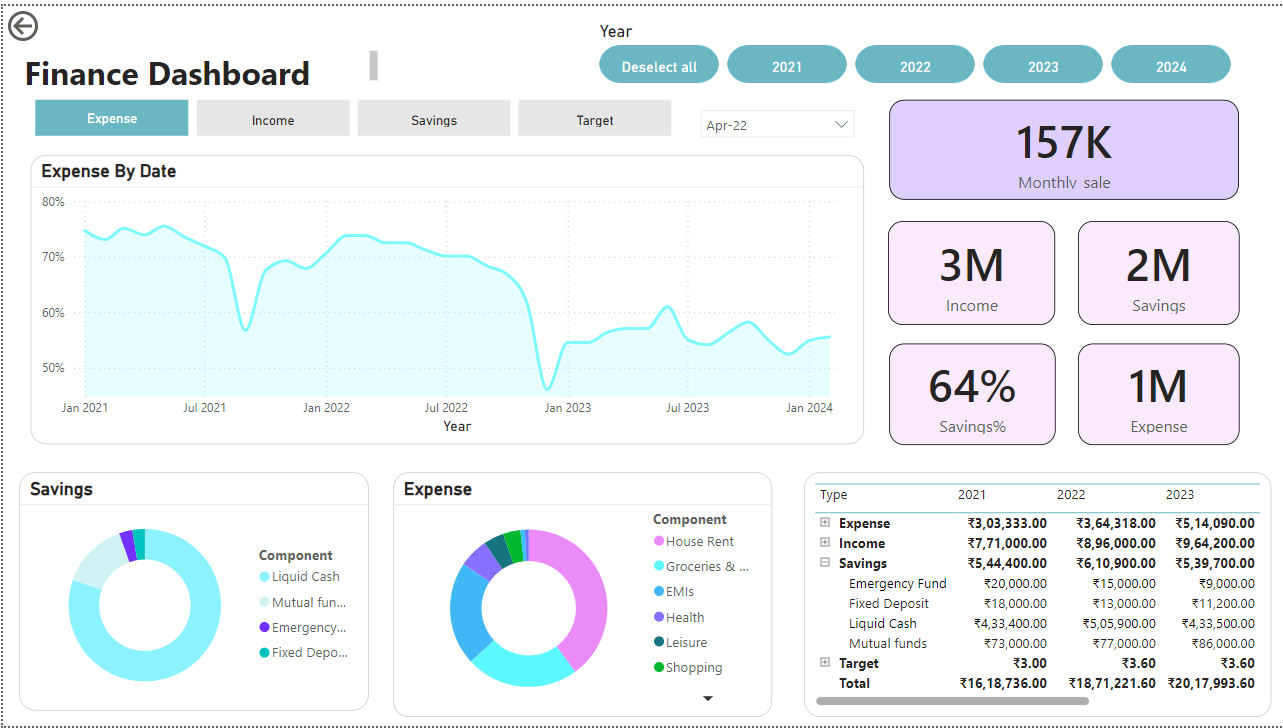 Year
Finance Dashboard
Deselect all 2021 2022 2023 2024
Expense Income Savings Target
Apr-22
157K
Monthly sale
Expense By Date
80%
70%
60%
50%
Jan 2021 Jul 2021 Jan 2022 Jul 2022 Jan 2023 Jul 2023 Jan 2024
Year
3M
Income
2M
Savings
64%
Savings%
1M
Expense
Savings
Component
Liquid Cash
Mutual fun...
Emergency...
Fixed Depo...
Expense
Component
House Rent
Groceries & ...
EMIs
Health
Leisure
Shopping
Type 2021 2022 2023
Expense ₹3,03,333.00 ₹3,64,318.00 ₹5,14,090.00
Income ₹7,71,000.00 ₹8,96,000.00 ₹9,64,200.00
Savings ₹5,44,400.00 ₹6,10,900.00 ₹5,39,700.00
Emergency Fund ₹20,000.00 ₹15,000.00 ₹9,000.00
Fixed Deposit ₹18,000.00 ₹13,000.00 ₹11,200.00
Liquid Cash ₹4,33,400.00 ₹5,05,900.00 ₹4,33,500.00
Mutual funds ₹73,000.00 ₹77,000.00 ₹86,000.00
Target ₹3.00 ₹3.60 ₹3.60
Total ₹16,18,736.00 ₹18,71,221.60 ₹20,17,993.60